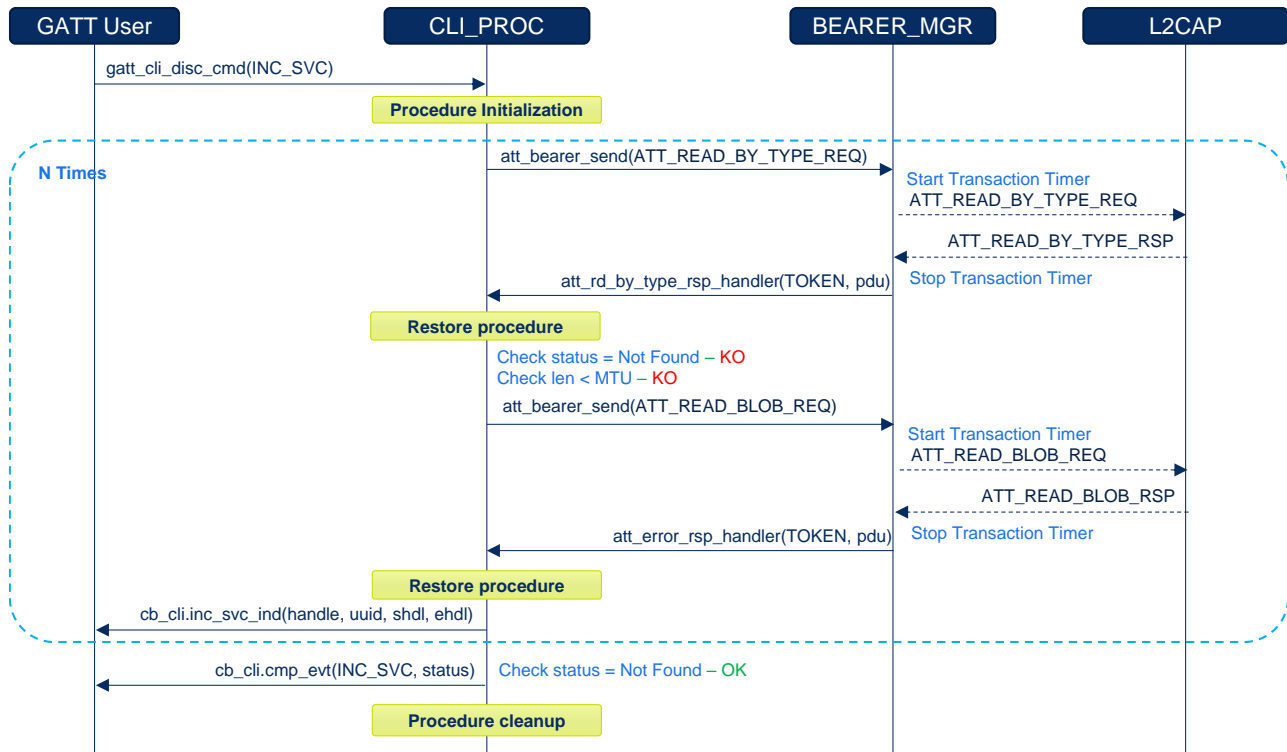 GATT User
CLI_PROC
BEARER_MGR
L2CAP
gatt_cli_disc_cmd(INC_SVC)
Procedure Initialization
N Times
att_bearer_send(ATT_READ_BY_TYPE_REQ)
Start Transaction Timer
ATT_READ_BY_TYPE_REQ
ATT_READ_BY_TYPE_RSP
Stop Transaction Timer
att_rd_by_type_rsp_handler(TOKEN, pdu)
Restore procedure
Check status = Not Found – KO
Check len < MTU – KO
att_bearer_send(ATT_READ_BLOB_REQ)
Start Transaction Timer
ATT_READ_BLOB_REQ
ATT_READ_BLOB_RSP
Stop Transaction Timer
att_error_rsp_handler(TOKEN, pdu)
Restore procedure
cb_cli.inc_svc_ind(handle, uuid, shdl, ehdl)
cb_cli.cmp_evt(INC_SVC, status)
Check status = Not Found – OK
Procedure cleanup